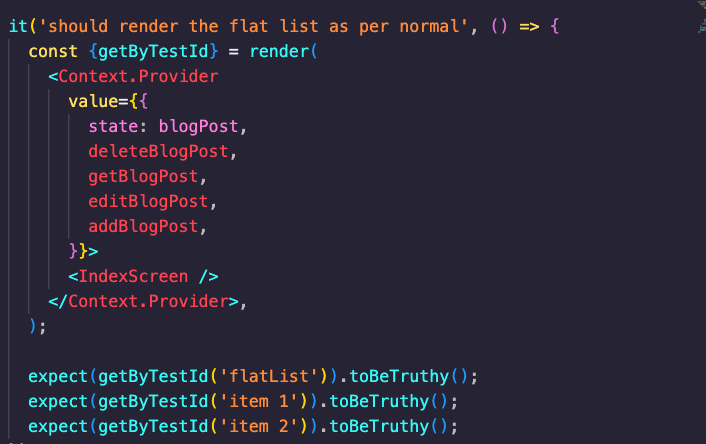 it('should render the flat list as per normal', () => {
const {getByTestId} = render(
<Context.Provider
value={{
state: blogPost,
deleteBlogPost,
getBlogPost,
editBlogPost,
addBlogPost,
}}>
<IndexScreen />
</Context.Provider>,
);
expect(getByTestId('flatList')).toBeTruthy();
expect(getByTestId('item 1')).toBeTruthy();
expect(getByTestId('item 2')).toBeTruthy();